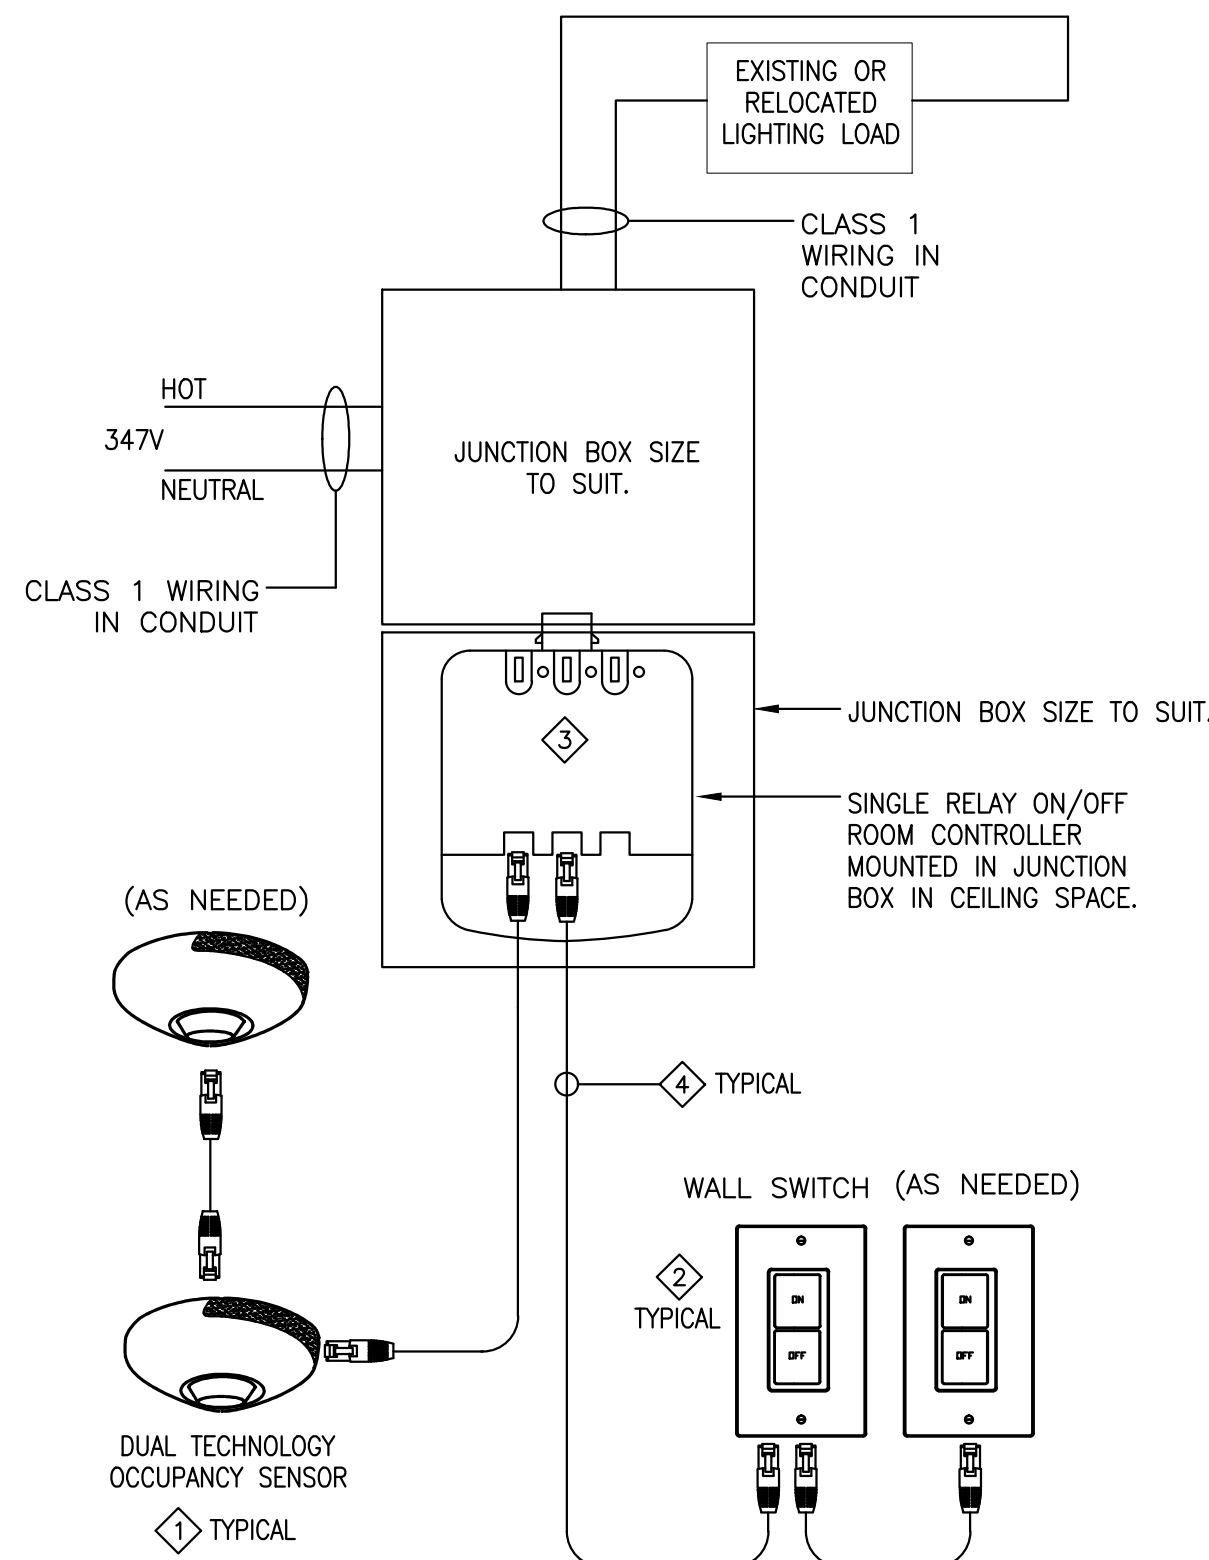 EXISTING OR
RELOCATED
LIGHTING LOAD
CLASS 1
WIRING IN
CONDUIT
HOT
347V
NEUTRAL
JUNCTION BOX SIZE
TO SUIT.
CLASS 1 WIRING
IN CONDUIT
JUNCTION BOX SIZE TO SUIT.
3
SINGLE RELAY ON/OFF
ROOM CONTROLLER
MOUNTED IN JUNCTION
BOX IN CEILING SPACE.
(AS NEEDED)
4 TYPICAL
WALL SWITCH (AS NEEDED)
2
TYPICAL
ON
OFF
ON
OFF
DUAL TECHNOLOGY
OCCUPANCY SENSOR
1 TYPICAL